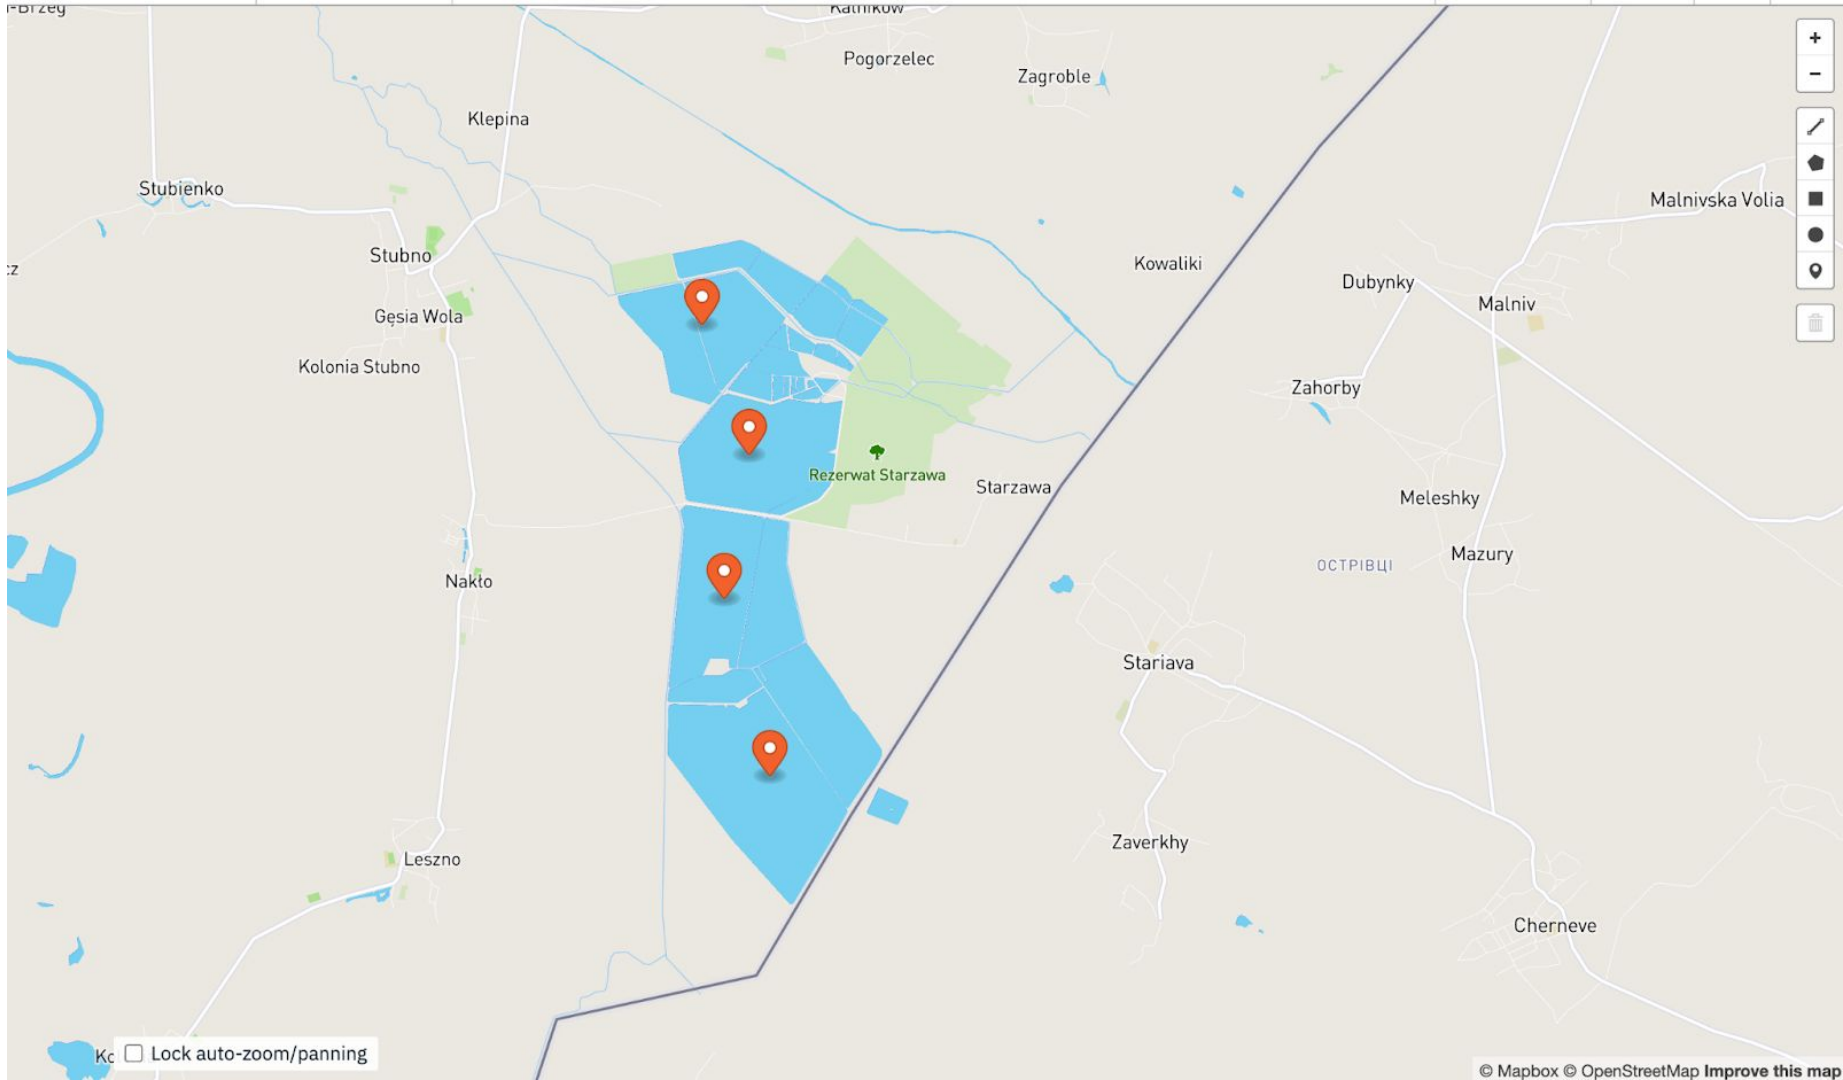 Pogorzelec
Zagroble
Klepina
Stubienko
Malnivska Volia
Stubno
Kowaliki
cz
Dubynky
Malniv
Gęsia Wola
Kolonia Stubno
Zahorby
Rezerwat Starzawa
Starzawa
Meleshky
Mazury
ОСТРІВЦІ
Nakło
Stariava
Zaverkhy
Leszno
Cherneve
Lock auto-zoom/panning
© Mapbox © OpenStreetMap Improve this map